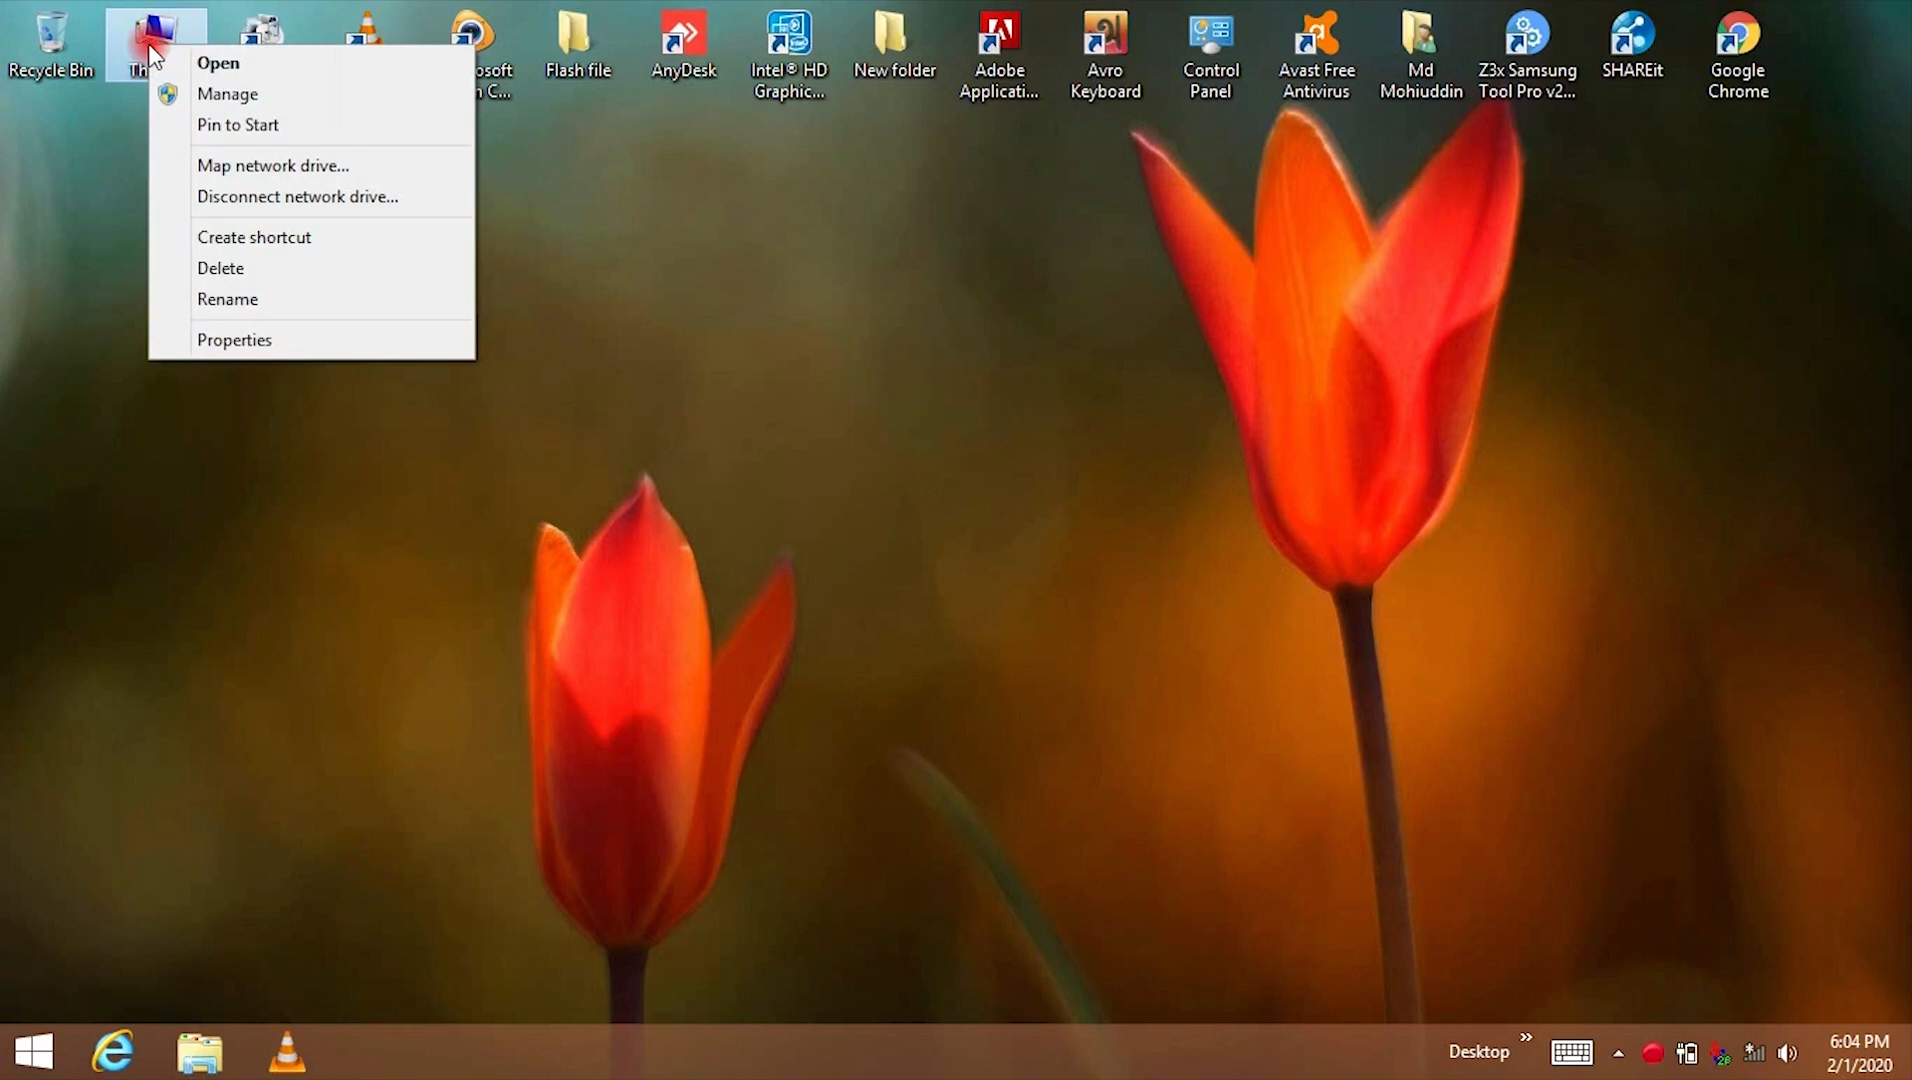 Recycle Bin
Th
osoft
n C...
Flash file
AnyDesk
Intel® HD
Graphic...
New folder
Adobe
Applicati...
Avro
Keyboard
Control
Panel
Avast Free
Antivirus
Md
Mohiuddin
Z3x Samsung
Tool Pro v2...
SHAREit
Google
Chrome
Open
Manage
Pin to Start
Map network drive...
Disconnect network drive...
Create shortcut
Delete
Rename
Properties
Desktop
6:04 PM
2/1/2020